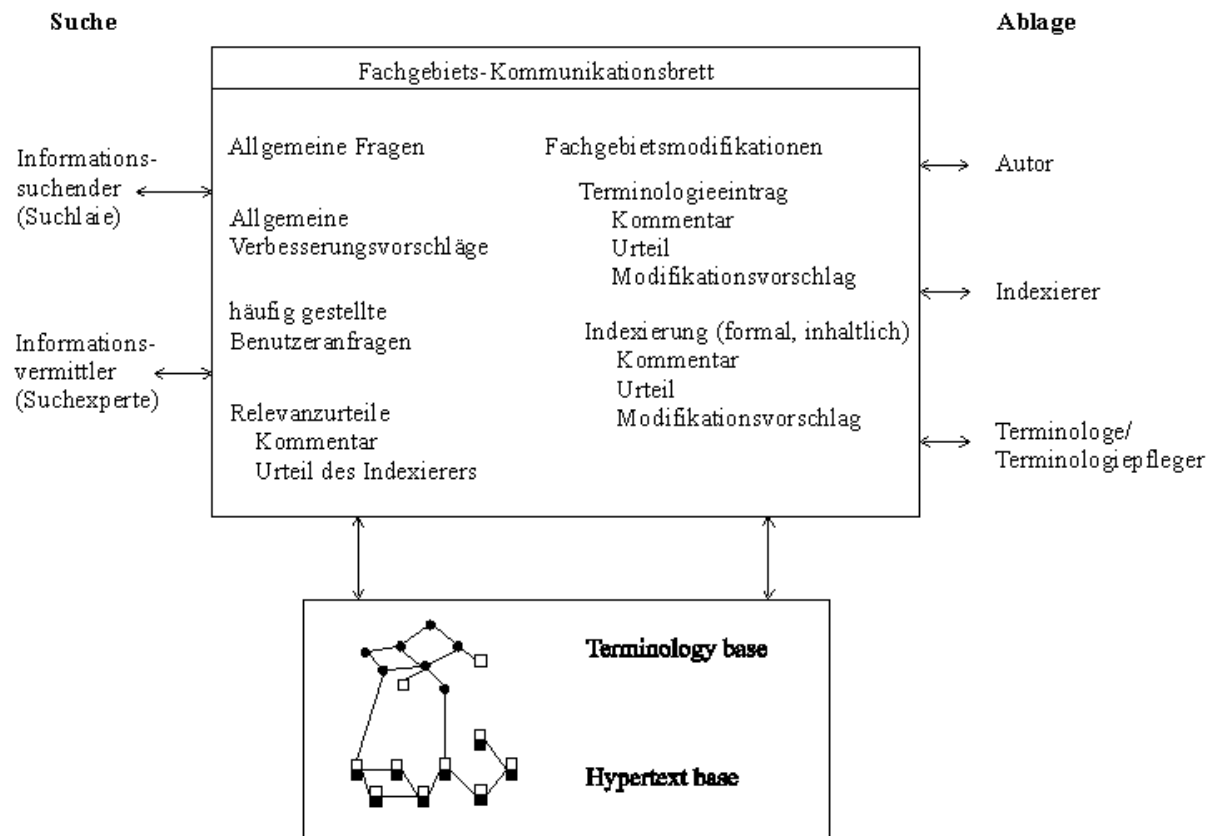 Suche
Ablage
Fachgebiets-Kommunikationsbrett
Informations-
suchender
(Suchlaie)
Informations-
vermittler
(Suchexperte)
Allgemeine Fragen
Allgemeine
Verbesserungsvorschläge
häufig gestellte
Benutzeranfragen
Relevanzurteile
Kommentar
Urteil des Indexierers
Fachgebietsmodifikationen
Terminologieeintrag
Kommentar
Urteil
Modifikationsvorschlag
Indexierung (formal, inhaltlich)
Kommentar
Urteil
Modifikationsvorschlag
Autor
Indexierer
Terminologe/
Terminologiepfleger
Terminology base
Hypertext base